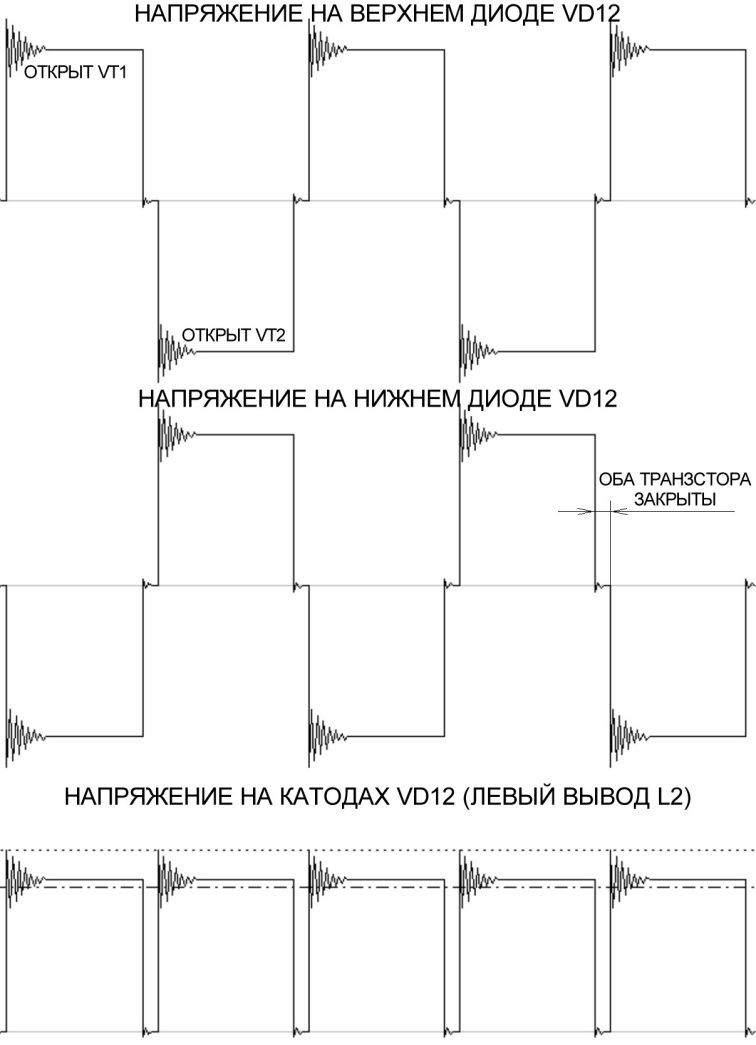 НАПРЯЖЕНИЕ НА ВЕРХНЕМ ДИОДЕ VD12
ОТКРЫТ VT1
ОТКРЫТ VT2
НАПРЯЖЕНИЕ НА НИЖНЕМ ДИОДЕ VD12
ОБА ТРАНЗСТОРА
ЗАКРЫТЫ
НАПРЯЖЕНИЕ НА КАТОДАХ VD12 (ЛЕВЫЙ ВЫВОД L2)